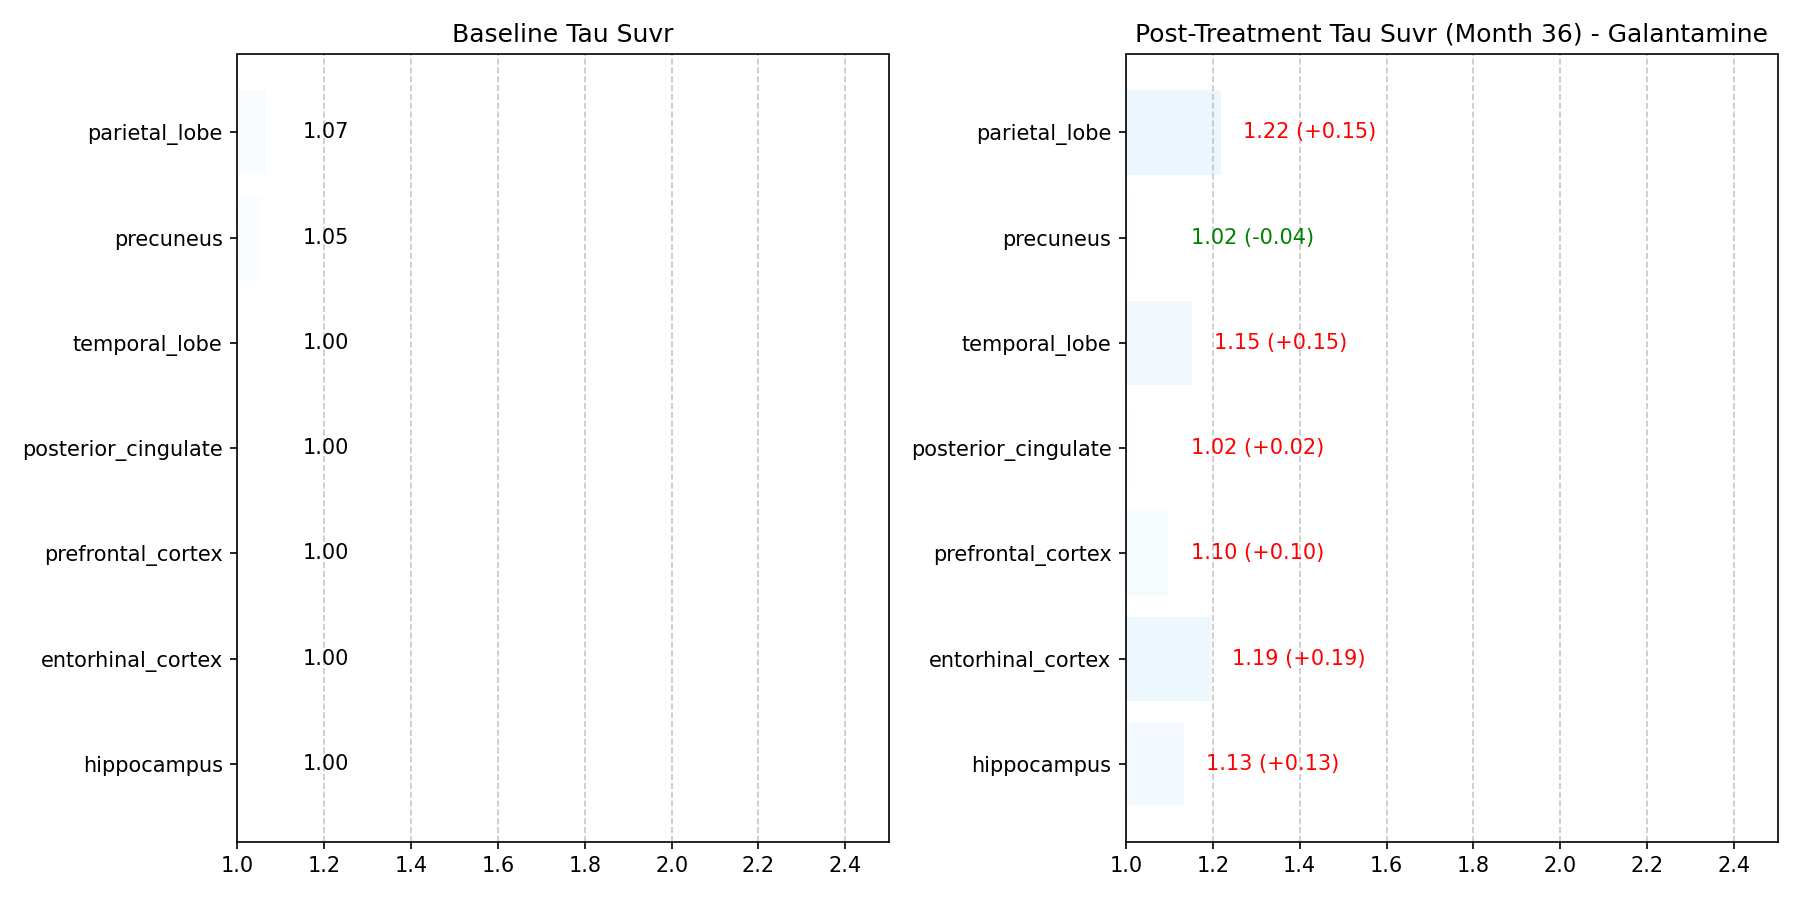 Baseline Tau Suvr
parietal_lobe 1.07
precuneus 1.05
temporal_lobe 1.00
posterior_cingulate 1.00
prefrontal_cortex 1.00
entorhinal_cortex 1.00
hippocampus 1.00
1.0 1.2 1.4 1.6 1.8 2.0 2.2 2.4
Post-Treatment Tau Suvr (Month 36) - Galantamine
parietal_lobe 1.22 (+0.15)
precuneus 1.02 (-0.04)
temporal_lobe 1.15 (+0.15)
posterior_cingulate 1.02 (+0.02)
prefrontal_cortex 1.10 (+0.10)
entorhinal_cortex 1.19 (+0.19)
hippocampus 1.13 (+0.13)
1.0 1.2 1.4 1.6 1.8 2.0 2.2 2.4